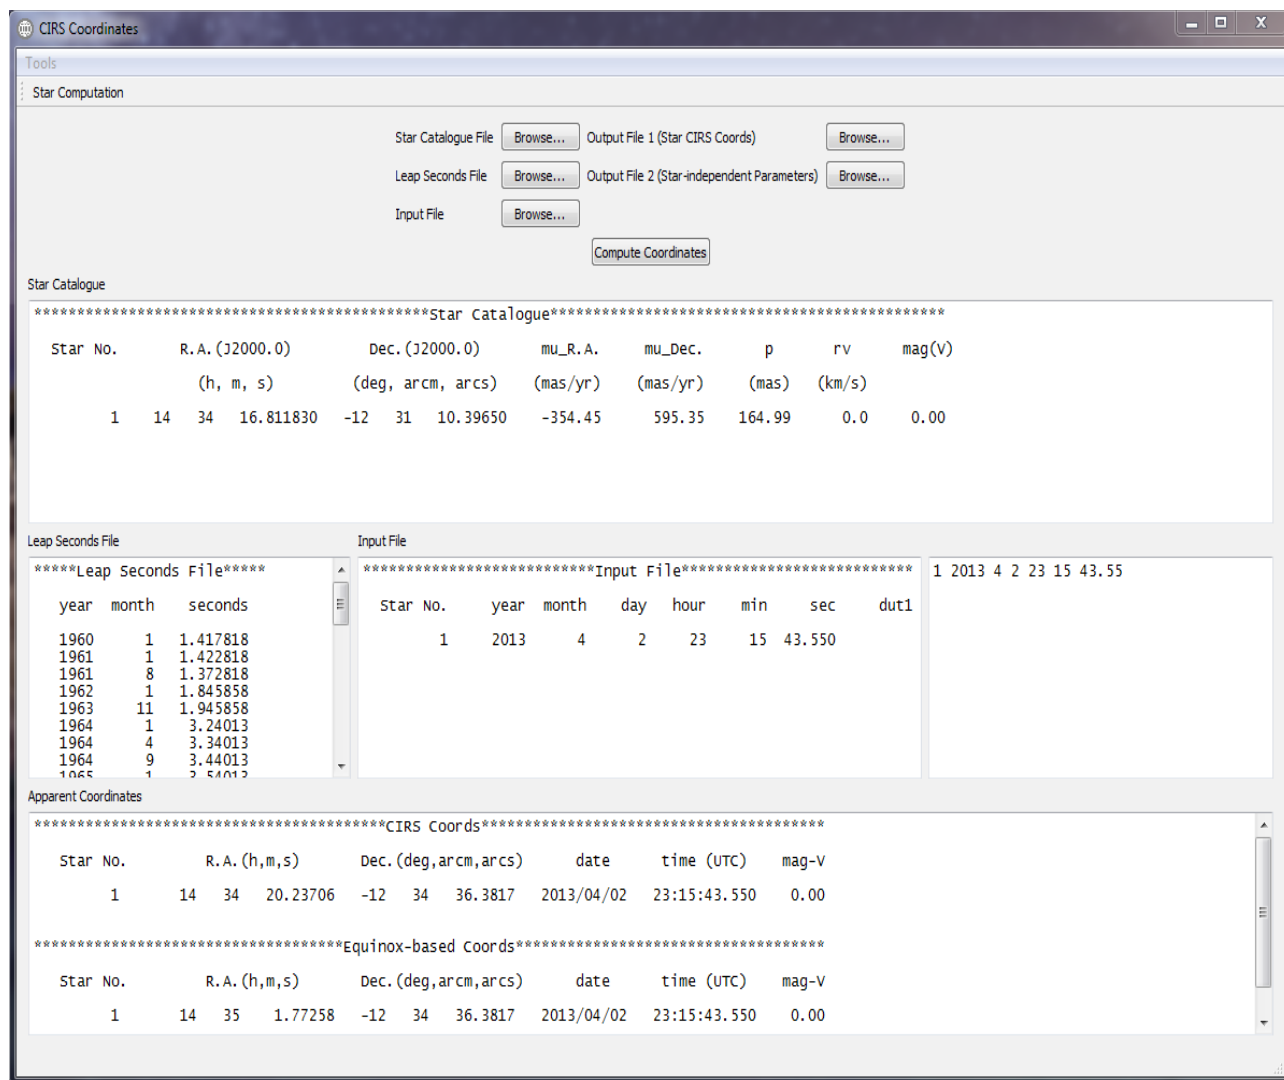 CIRS Coordinates
Tools
Star Computation
Star Catalogue File Browse... Output File 1 (Star CIRS Coords) Browse...
Leap Seconds File Browse... Output File 2 (Star-independent Parameters) Browse...
Input File Browse...
Compute Coordinates
Star Catalogue
**********************************************Star Catalogue**********************************************
Star No. R.A.(J2000.0) Dec.(J2000.0) mu_R.A. mu_Dec. p rv mag(V)
(h, m, s) (deg, arcm, arcs) (mas/yr) (mas/yr) (mas) (km/s)
1 14 34 16.811830 -12 31 10.39650 -354.45 595.35 164.99 0.0 0.00
Leap Seconds File
*****Leap Seconds File*****
year month seconds
1960 1 1.417818
1961 1 1.422818
1961 8 1.372818
1962 1 1.845858
1963 11 1.945858
1964 1 3.24013
1964 4 3.34013
1964 9 3.44013
1965 1 3.54013
Input File
***************************Input File***************************
Star No. year month day hour min sec dut1
1 2013 4 2 23 15 43.550
1 2013 4 2 23 15 43.55
Apparent Coordinates
*****************************************CIRS Coords****************************************
Star No. R.A.(h,m,s) Dec.(deg,arcm,arcs) date time (UTC) mag-V
1 14 34 20.23706 -12 34 36.3817 2013/04/02 23:15:43.550 0.00
************************************Equinox-based Coords************************************
Star No. R.A.(h,m,s) Dec.(deg,arcm,arcs) date time (UTC) mag-V
1 14 35 1.77258 -12 34 36.3817 2013/04/02 23:15:43.550 0.00